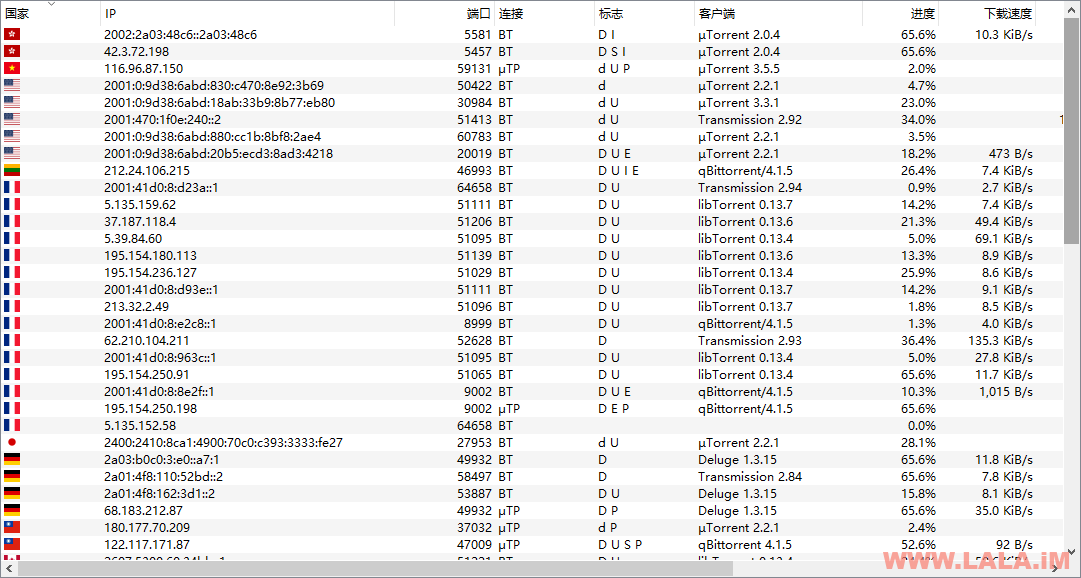 国家 IP 端口 连接 标志 客户端 进度 下载速度
2002:2a03:48c6::2a03:48c6 5581 BT D I µTorrent 2.0.4 65.6% 10.3 KiB/s
42.3.72.198 5457 BT D S I µTorrent 2.0.4 65.6%
116.96.87.150 59131 µTP d U P µTorrent 3.5.5 2.0%
2001:0:9d38:6abd:830:c470:8e92:3b69 50422 BT d µTorrent 2.2.1 4.7%
2001:0:9d38:6abd:18ab:33b9:8b77:eb80 30984 BT d U µTorrent 3.3.1 23.0%
2001:470:1f0e:240::2 51413 BT d U Transmission 2.92 34.0% 1
2001:0:9d38:6abd:880:cc1b:8bf8:2ae4 60783 BT d U µTorrent 2.2.1 3.5%
2001:0:9d38:6abd:20b5:ecd3:8ad3:4218 20019 BT D U E µTorrent 2.2.1 18.2% 473 B/s
212.24.106.215 46993 BT D U I E qBittorrent/4.1.5 26.4% 7.4 KiB/s
2001:41d0:8:d23a::1 64658 BT D U Transmission 2.94 0.9% 2.7 KiB/s
5.135.159.62 51111 BT D U libTorrent 0.13.7 14.2% 7.4 KiB/s
37.187.118.4 51206 BT D U libTorrent 0.13.6 21.3% 49.4 KiB/s
5.39.84.60 51095 BT D U libTorrent 0.13.4 5.0% 69.1 KiB/s
195.154.180.113 51139 BT D U libTorrent 0.13.6 13.3% 8.9 KiB/s
195.154.236.127 51029 BT D U libTorrent 0.13.4 25.9% 8.6 KiB/s
2001:41d0:8:d93e::1 51111 BT D U libTorrent 0.13.7 14.2% 9.1 KiB/s
213.32.2.49 51096 BT D U libTorrent 0.13.7 1.8% 8.5 KiB/s
2001:41d0:8:e2c8::1 8999 BT D U qBittorrent/4.1.5 1.3% 4.0 KiB/s
62.210.104.211 52628 BT D Transmission 2.93 36.4% 135.3 KiB/s
2001:41d0:8:963c::1 51095 BT D U libTorrent 0.13.4 5.0% 27.8 KiB/s
195.154.250.91 51065 BT D U libTorrent 0.13.4 65.6% 11.7 KiB/s
2001:41d0:8:8e2f::1 9002 BT D U E qBittorrent/4.1.5 10.3% 1,015 B/s
195.154.250.198 9002 µTP D E P qBittorrent/4.1.5 65.6%
5.135.152.58 64658 BT 0.0%
2400:2410:8ca1:4900:70c0:c393:3333:fe27 27953 BT d U µTorrent 2.2.1 28.1%
2a03:b0c0:3:e0::a7:1 49932 BT D Deluge 1.3.15 65.6% 11.8 KiB/s
2a01:4f8:110:52bd::2 58497 BT D Transmission 2.84 65.6% 7.8 KiB/s
2a01:4f8:162:3d1::2 53887 BT D U Deluge 1.3.15 15.8% 8.1 KiB/s
68.183.212.87 49932 µTP D P Deluge 1.3.15 65.6% 35.0 KiB/s
180.177.70.209 37032 µTP d P µTorrent 2.2.1 2.4%
122.117.171.87 47009 µTP D U S P qBittorrent 4.1.5 52.6% 92 B/s
WWW.LALA.iM